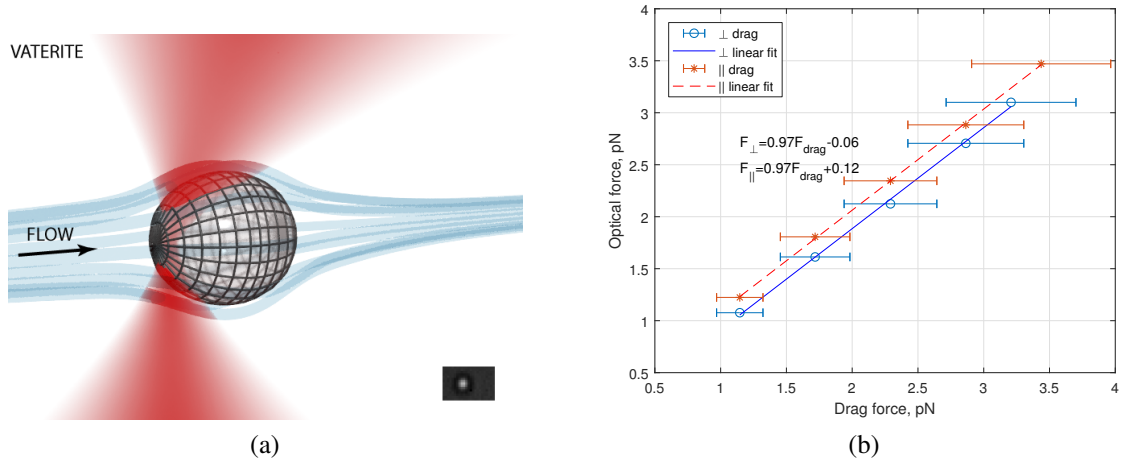 VATERITE
FLOW
(a)
⊥ drag
⊥ linear fit
|| drag
|| linear fit
F⊥=0.97Fdrag-0.06
F||=0.97Fdrag+0.12
Optical force, pN
4
3.5
3
2.5
2
1.5
1
0.5
0.5
1
1.5
2
2.5
3
3.5
4
Drag force, pN
(b)